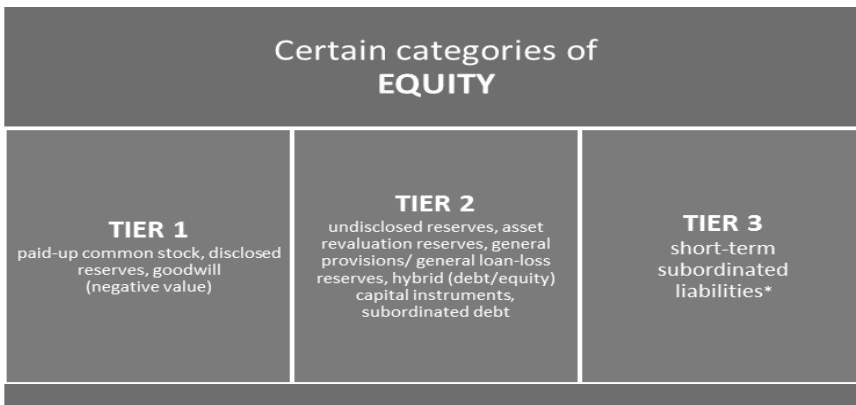 Certain categories of
EQUITY
TIER 1
paid-up common stock, disclosed
reserves, goodwill
(negative value)
TIER 2
undisclosed reserves, asset
revaluation reserves, general
provisions/ general loan-loss
reserves, hybrid (debt/equity)
capital instruments,
subordinated debt
TIER 3
short-term
subordinated
liabilities*